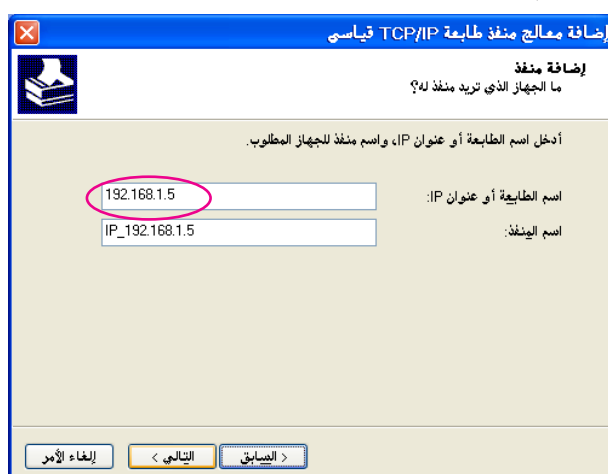 إضافة معالج منفذ طابعة TCP/IP قياسي
إضافة منفذ
ما الجهاز الذي تريد منفذ له؟
أدخل اسم الطابعة أو عنوان IP، واسم منفذ للجهاز المطلوب.
اسم الطابعة أو عنوان IP: 192.168.1.5
اسم المنفذ: IP_192.168.1.5
< السابق التالي > إلغاء الأمر